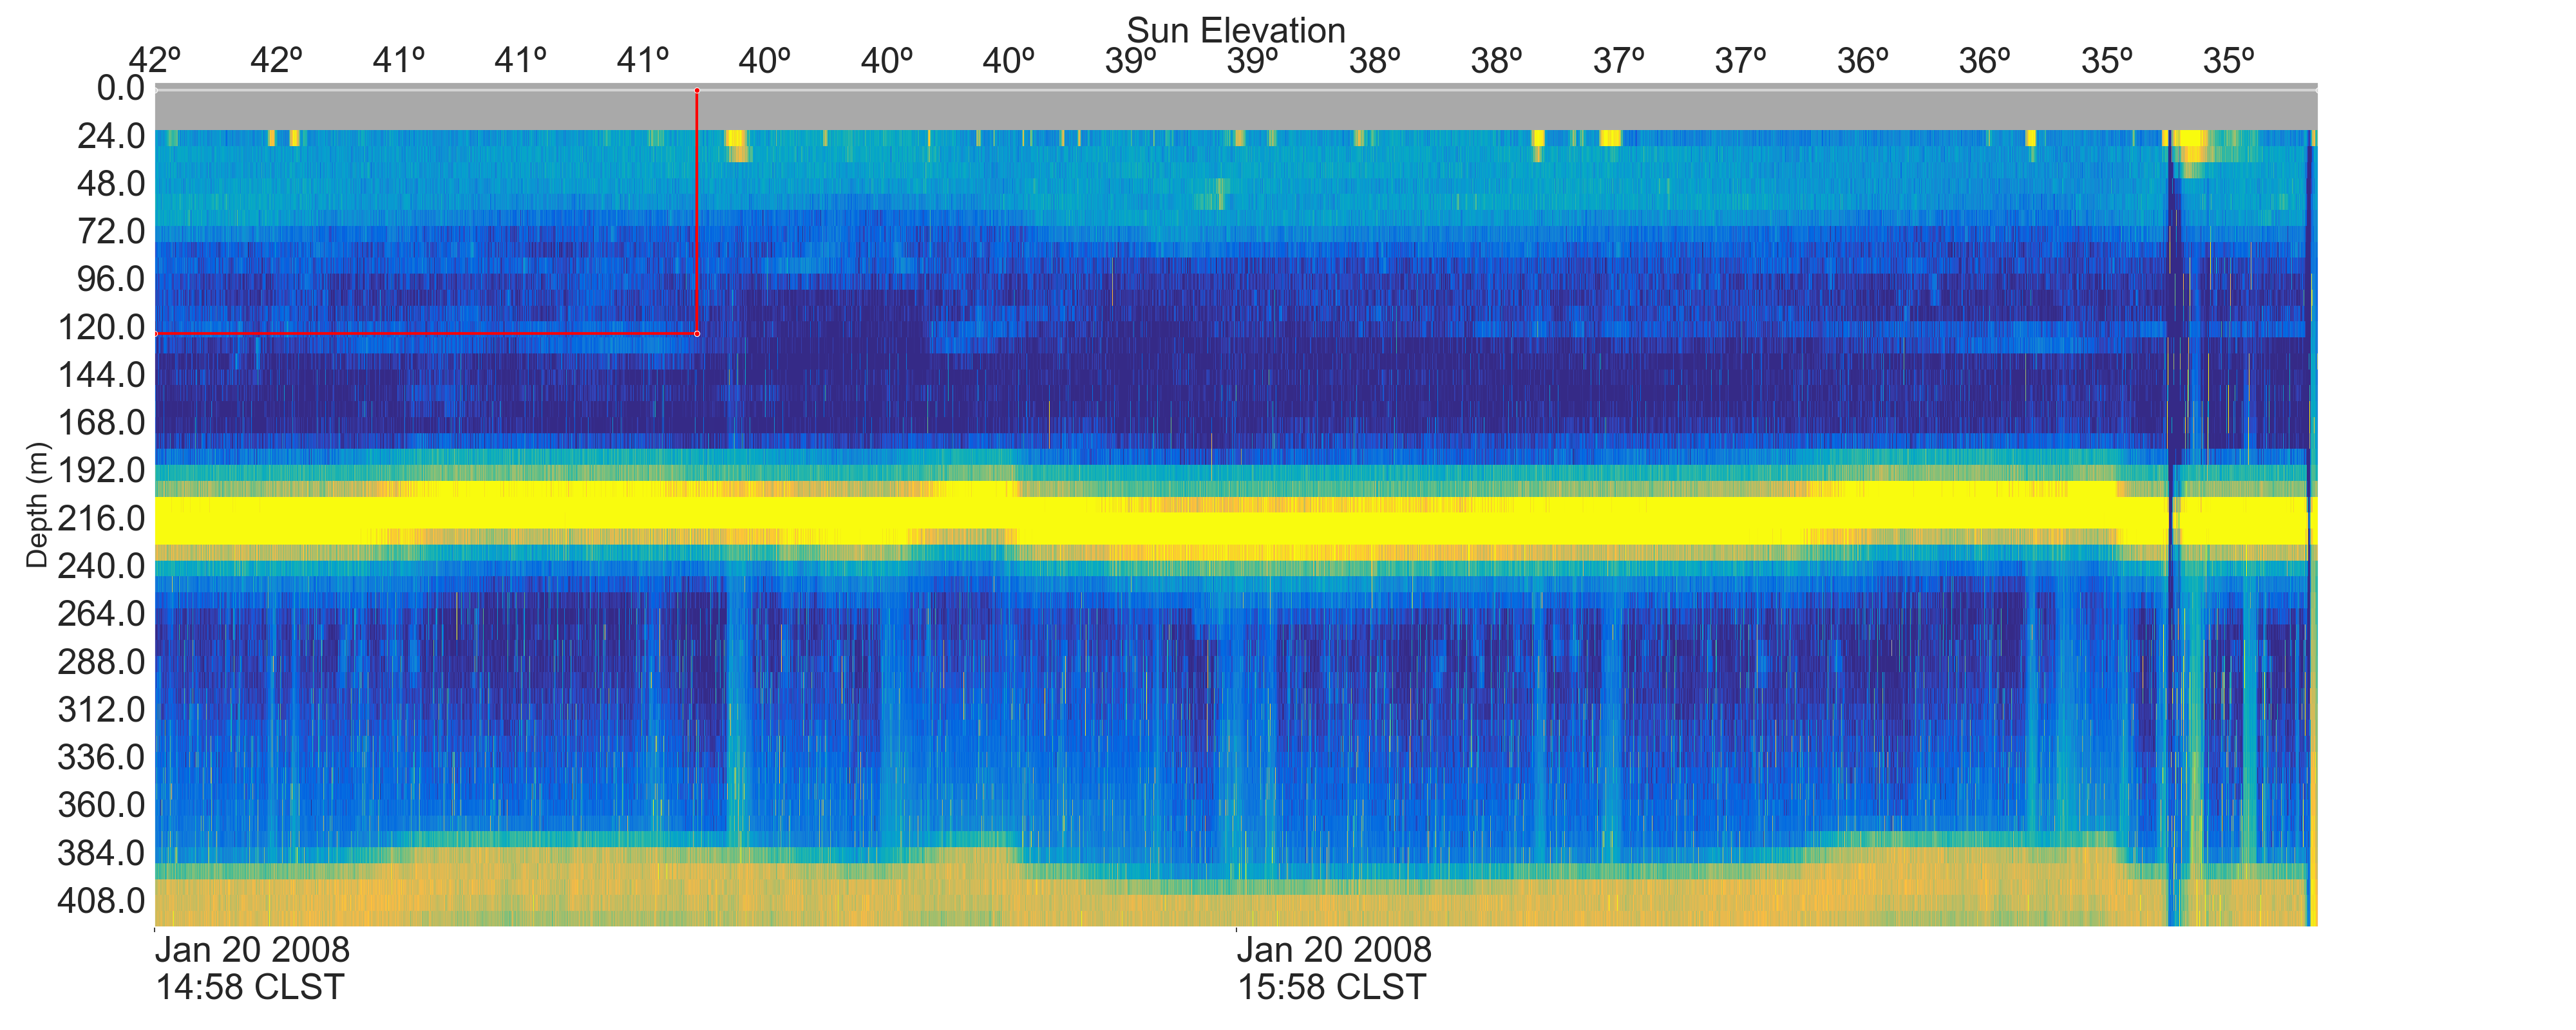 Sun Elevation
42º 42º 41º 41º 41º 40º 40º 40º 39º 39º 38º 38º 37º 37º 36º 36º 35º 35º
0.0
24.0
48.0
72.0
96.0
120.0
144.0
168.0
192.0
216.0
240.0
264.0
288.0
312.0
336.0
360.0
384.0
408.0
Depth (m)
Jan 20 2008
14:58 CLST
Jan 20 2008
15:58 CLST